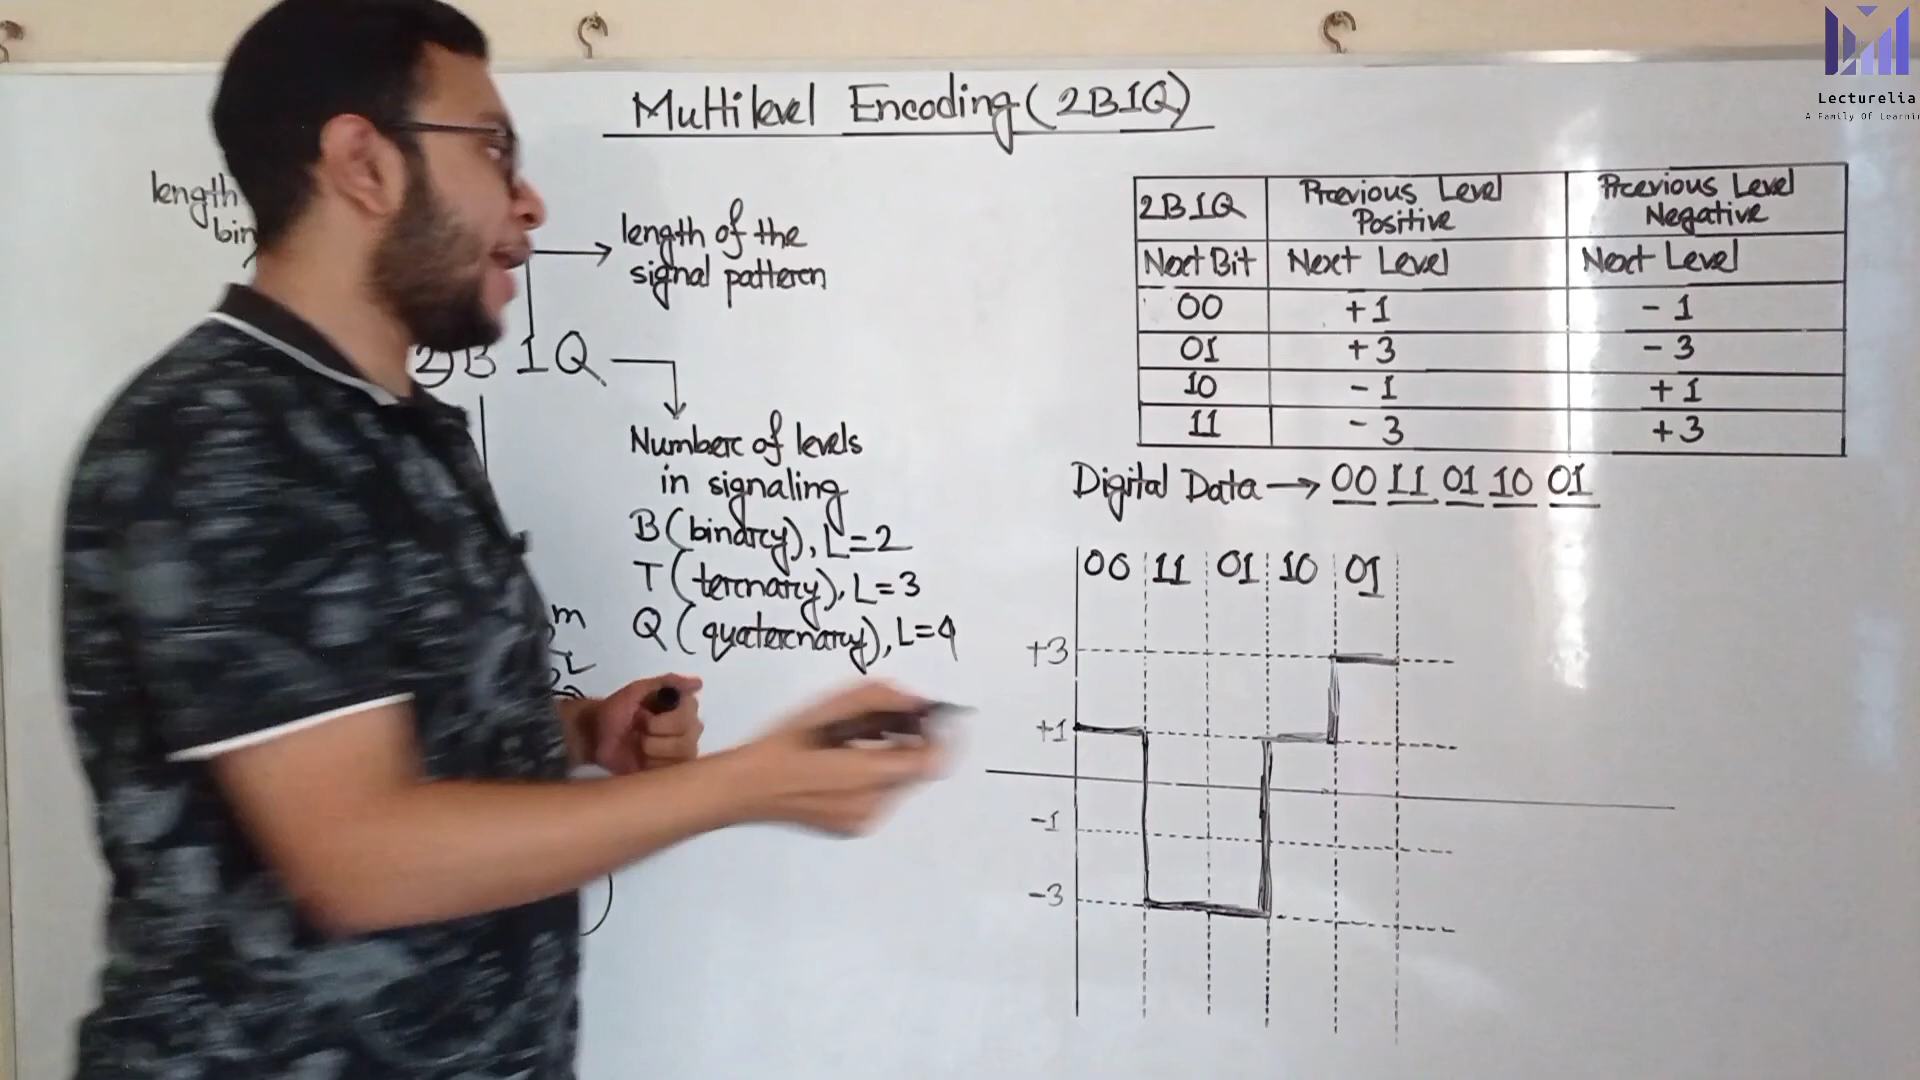 Multilevel Encoding (2B1Q)
length
length of the
signal pattern
2B1Q
Number of levels
in signaling
B (binary), L=2
T (ternary), L=3
Q (quaternary), L=4
m
L
2B1Q Previous Level Positive Previous Level Negative
Next Bit Next Level Next Level
00 +1 -1
01 +3 -3
10 -1 +1
11 -3 +3
Digital Data → 00 11 01 10 01
00 11 01 10 01
+3
+1
-1
-3
Lecturelia